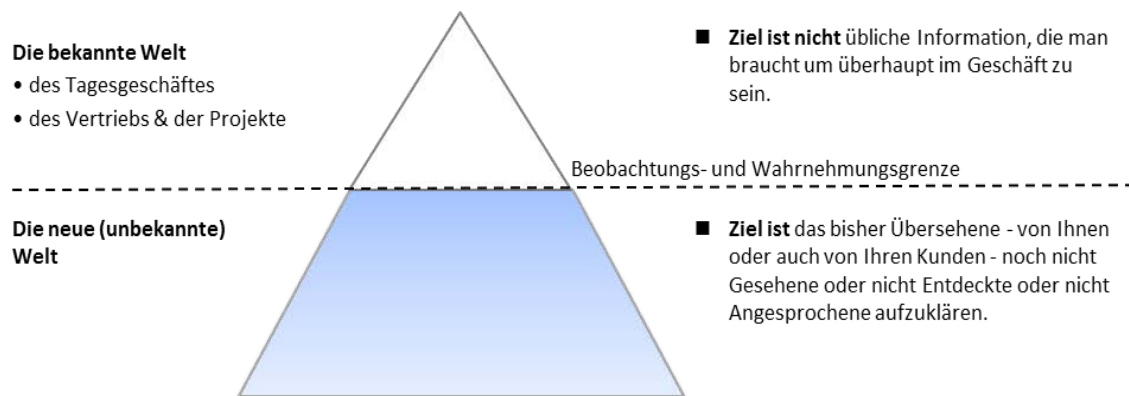 Die bekannte Welt
• des Tagesgeschäftes
• des Vertriebs & der Projekte
■ Ziel ist nicht übliche Information, die man
braucht um überhaupt im Geschäft zu
sein.
Beobachtungs- und Wahrnehmungsgrenze
Die neue (unbekannte)
Welt
■ Ziel ist das bisher Übersehene - von Ihnen
oder auch von Ihren Kunden - noch nicht
Gesehene oder nicht Entdeckte oder nicht
Angesprochene aufzuklären.